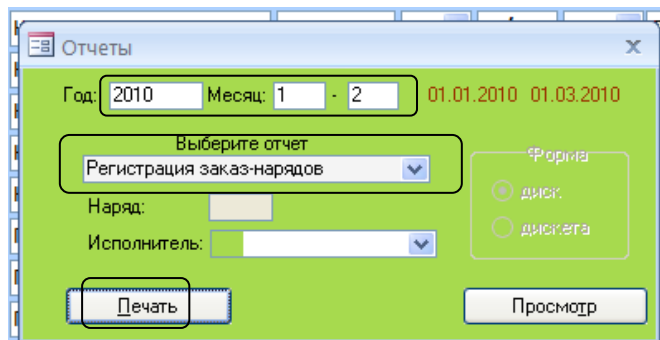 Отчеты x
Год: 2010 Месяц: 1 - 2 01.01.2010 01.03.2010
Выберите отчет
Регистрация заказ-нарядов
Форма
диск
дискета
Наряд:
Исполнитель:
Печать Просмотр